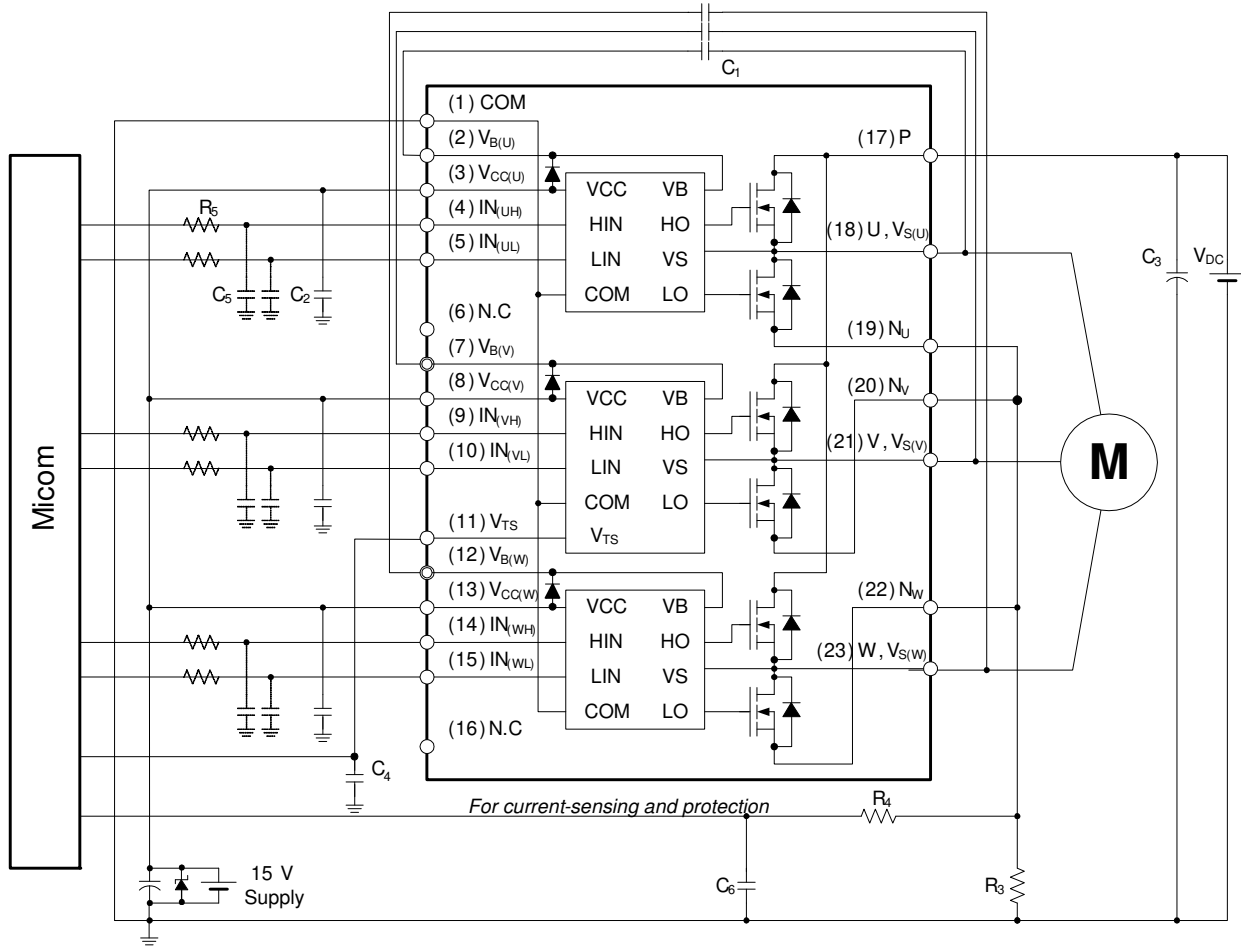 C1
(1) COM
(2) VB(U)
(3) VCC(U)
(4) IN(UH)
(5) IN(UL)
(6) N.C
(7) VB(V)
(8) VCC(V)
(9) IN(VH)
(10) IN(VL)
(11) VTS
(12) VB(W)
(13) VCC(W)
(14) IN(WH)
(15) IN(WL)
(16) N.C
VCC VB
HIN HO
LIN VS
COM LO
VCC VB
HIN HO
LIN VS
COM LO
VTS
VCC VB
HIN HO
LIN VS
COM LO
(17) P
(18) U, VS(U)
(19) NU
(20) NV
(21) V, VS(V)
(22) NW
(23) W, VS(W)
Micom
R5
C5
C2
C4
C3
VDC
M
For current-sensing and protection
R4
R3
C6
15 V
Supply